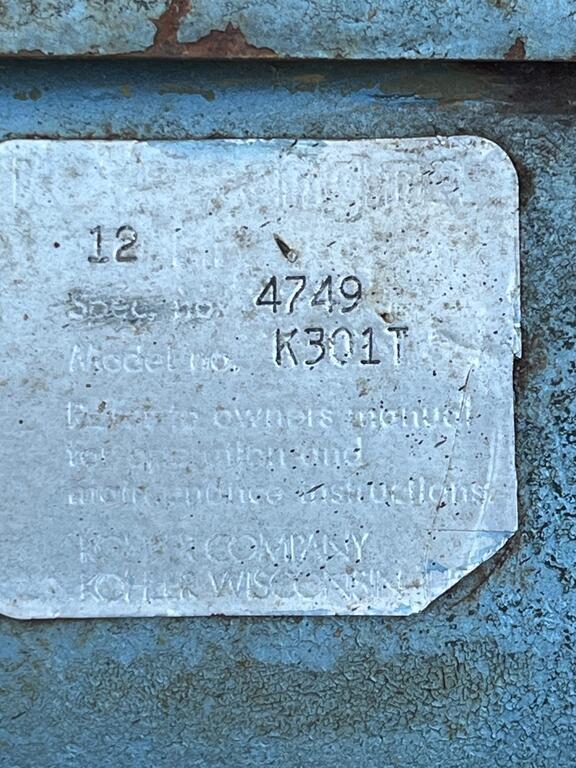 12 HP
Spec. no. 4749
Model no. K301T
Refer to owners manual
for operation and
maintenance instructions.
KOHLER COMPANY
KOHLER WISCONSIN